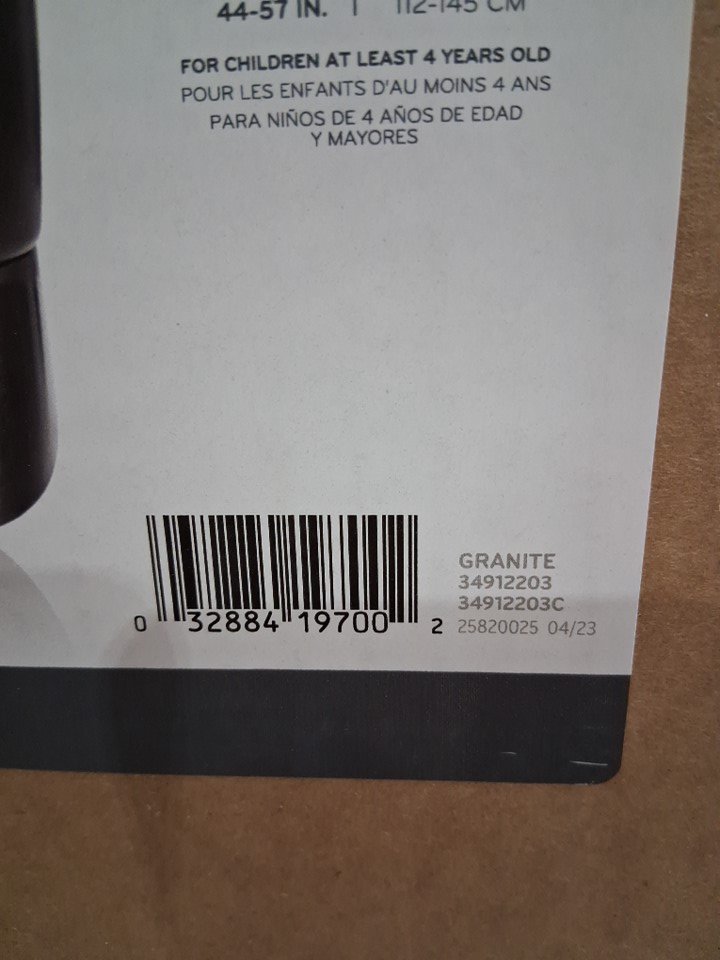 44-57 IN. | 112-145 CM
FOR CHILDREN AT LEAST 4 YEARS OLD
POUR LES ENFANTS D'AU MOINS 4 ANS
PARA NIÑOS DE 4 AÑOS DE EDAD
Y MAYORES
GRANITE
34912203
34912203C
0 32884 19700 2 25820025 04/23